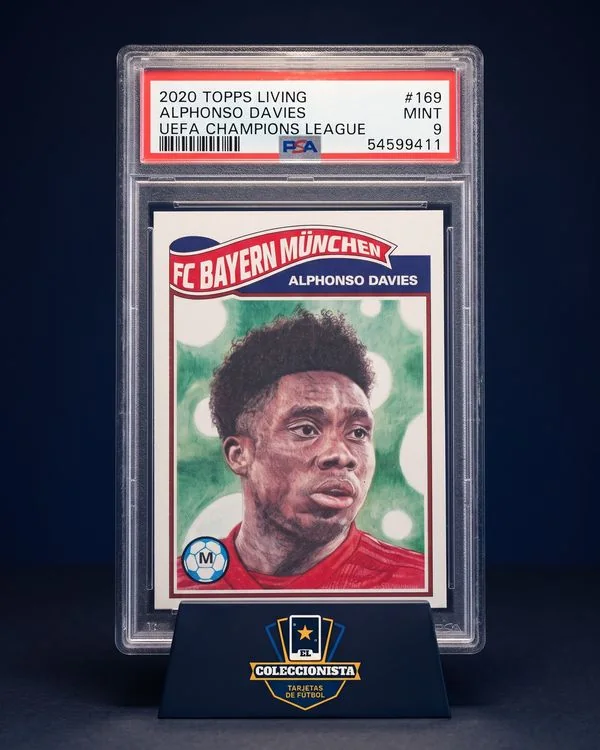 2020 TOPPS LIVING #169
ALPHONSO DAVIES MINT
UEFA CHAMPIONS LEAGUE 9
PSA 54599411
FC BAYERN MÜNCHEN
ALPHONSO DAVIES
M
PSA
EL
COLECCIONISTA
TARJETAS
DE FÚTBOL